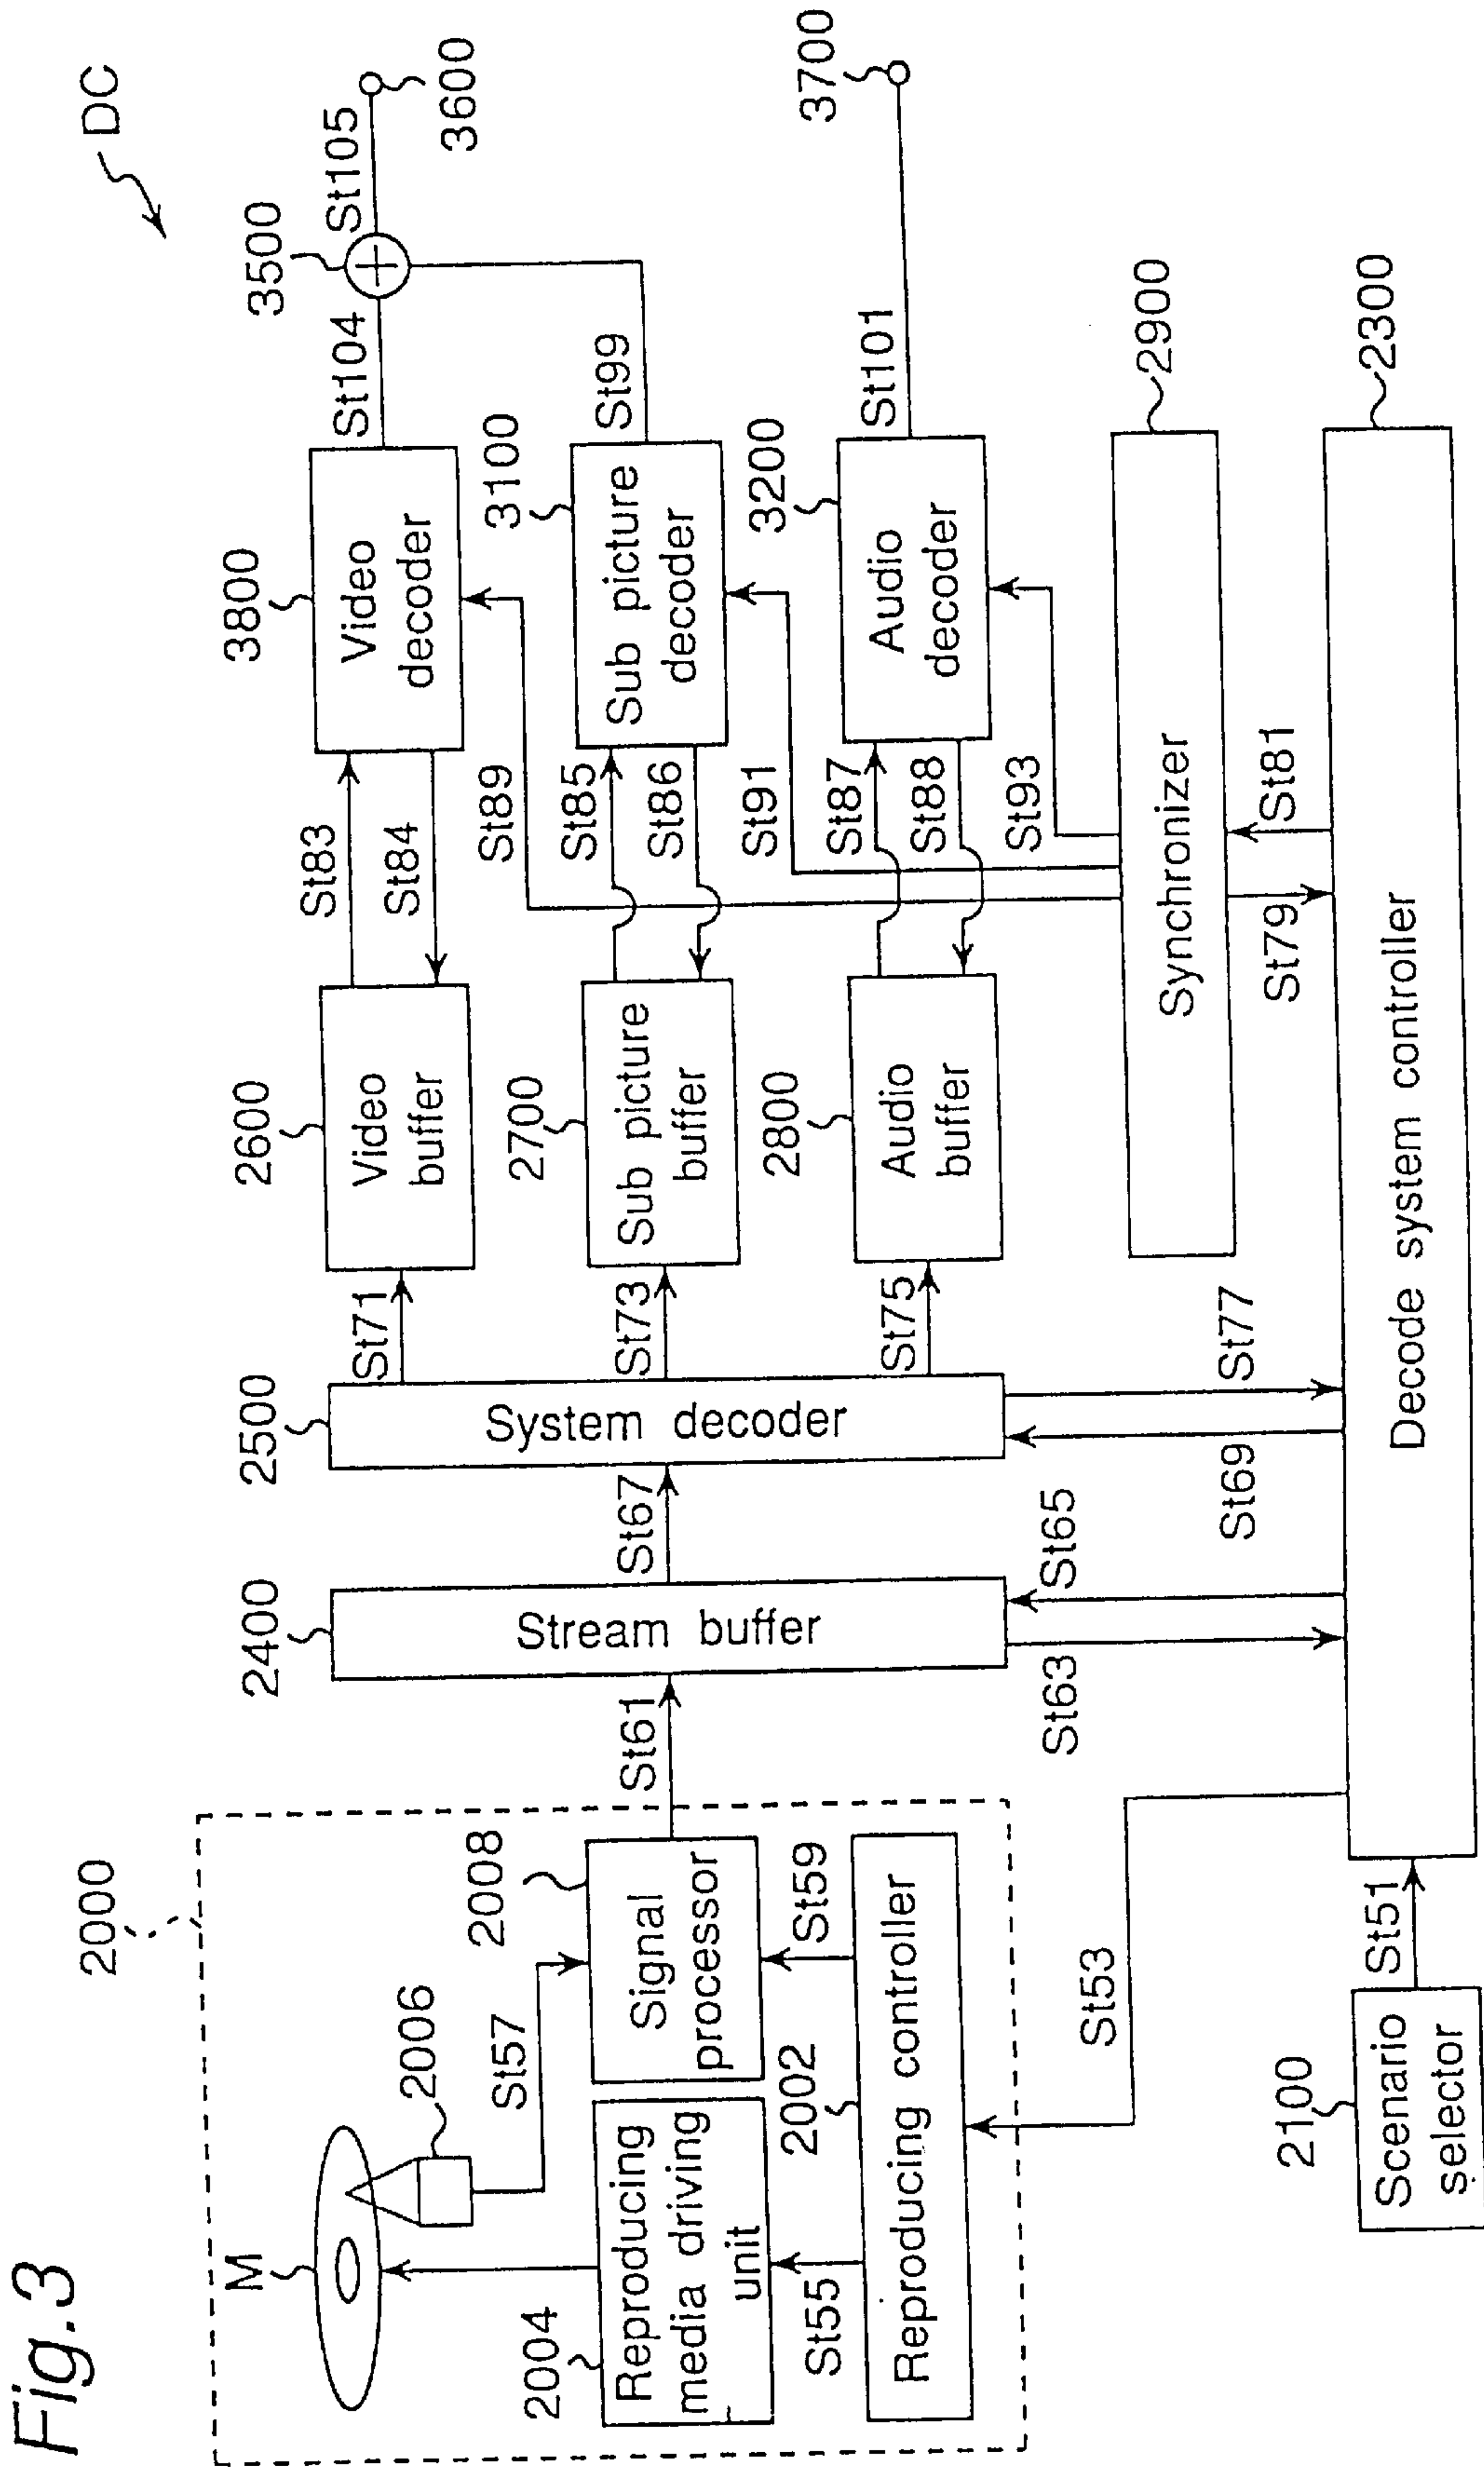 Fig.3
DC
2000
M
2006
St57
2004
Reproducing
media driving
unit
2008
Signal
processor
St55
2002
St59
Reproducing controller
St53
2100
Scenario
selector
St51
St61
2400
Stream buffer
St63
St65
St67
2500
System decoder
St69
St77
St71
St73
St75
2600
Video
buffer
2700
Sub picture
buffer
2800
Audio
buffer
St83
St84
St89
St85
St86
St91
St87
St88
St93
3800
Video
decoder
3100
Sub picture
decoder
3200
Audio
decoder
St104
3500
St105
3600
St99
St101
3700
Synchronizer
2900
St79
St81
Decode system controller
2300